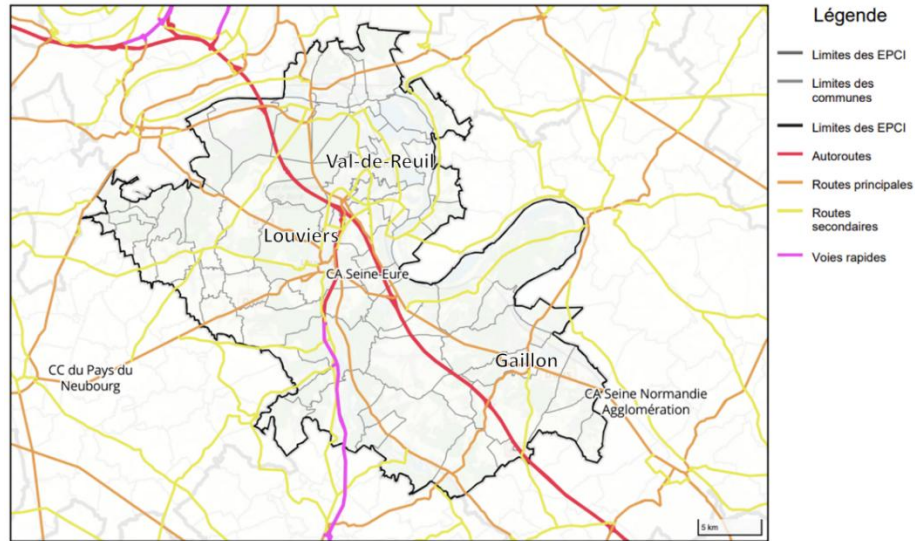 Légende
Limites des EPCI
Limites des
communes
Limites des EPCI
Autoroutes
Routes principales
Routes
secondaires
Voies rapides
Val-de-Reuil
Louviers
CA Seine-Eure
Gaillon
CC du Pays du
Neubourg
CA Seine Normandie
Agglomération
5 km